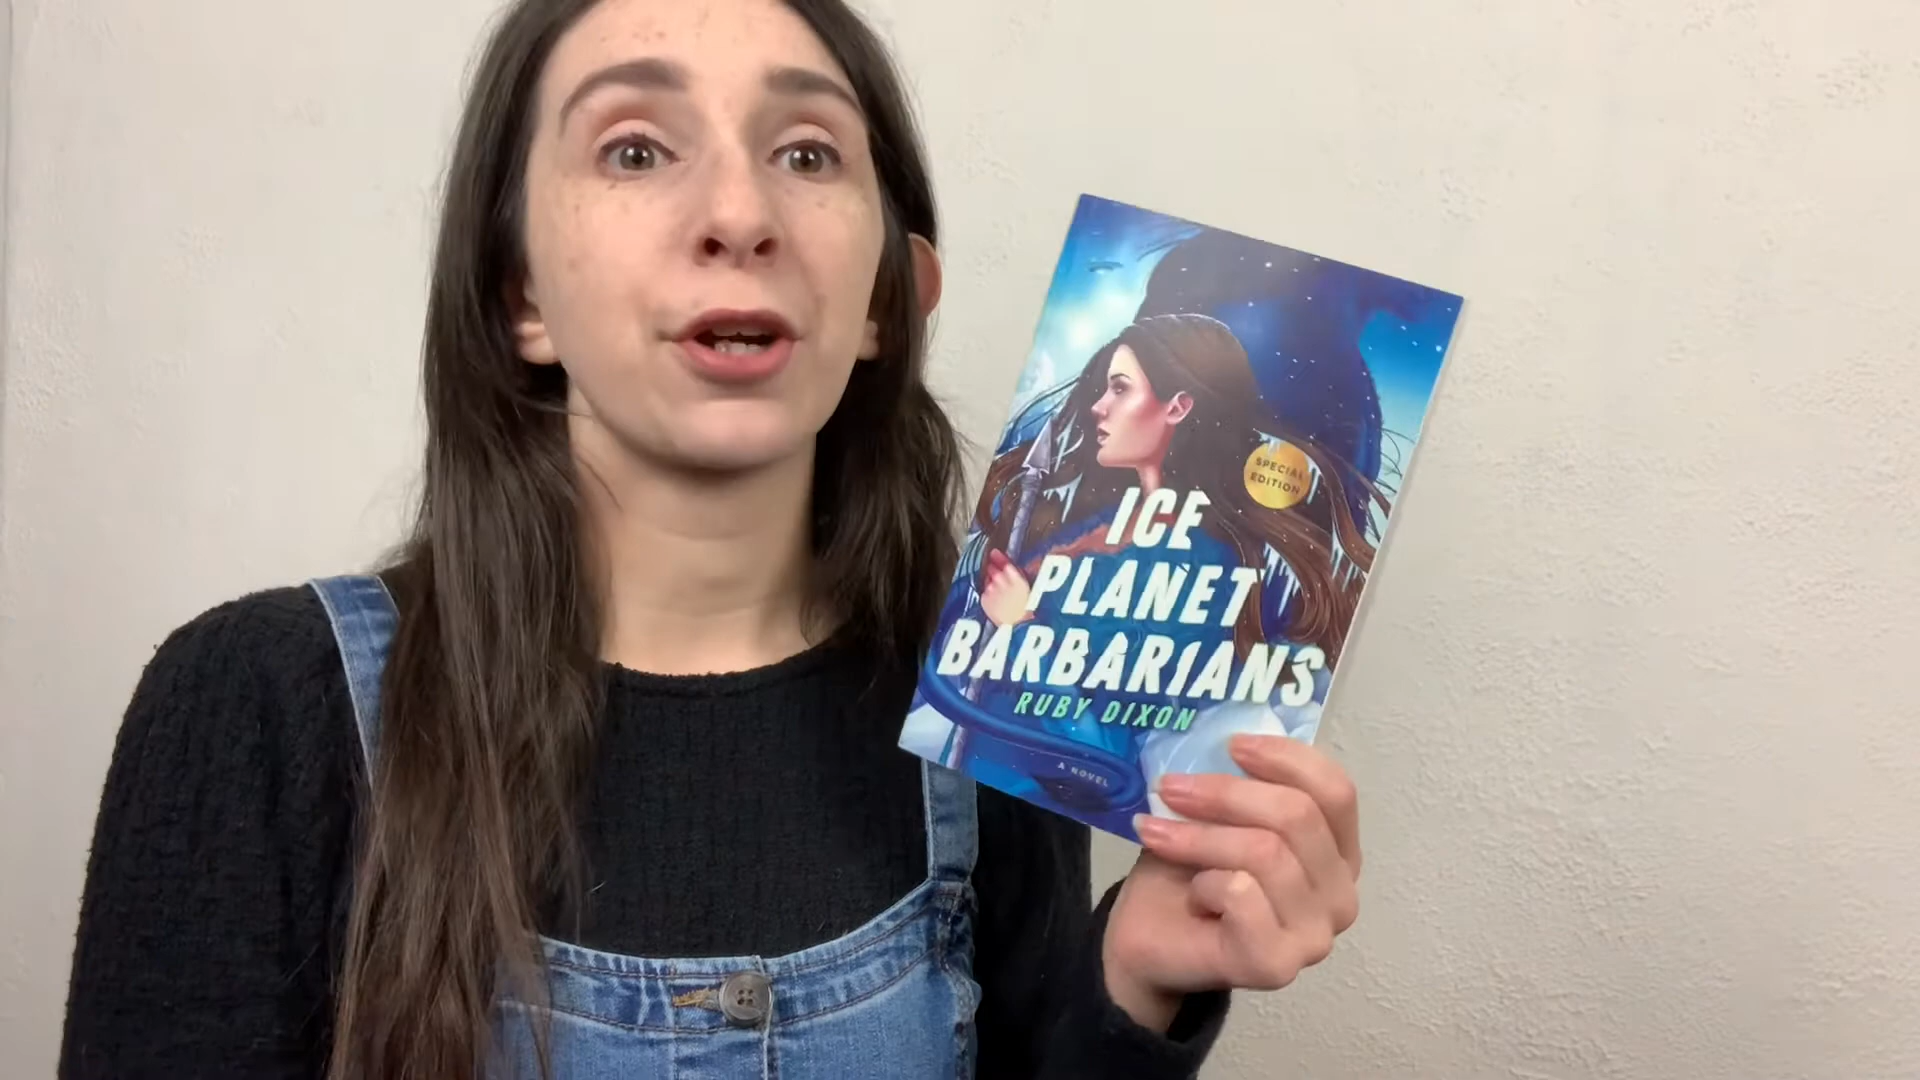 SPECIAL
EDITION
ICE
PLANET
BARBARIANS
RUBY DIXON
A NOVEL